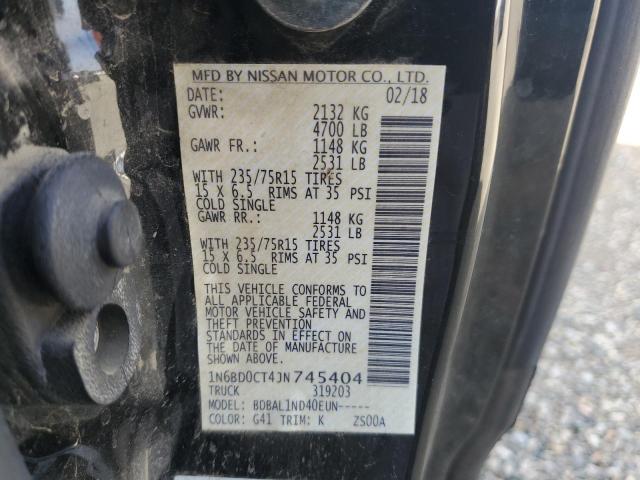 MFD BY NISSAN MOTOR CO., LTD.
DATE: 02/18
GVWR: 2132 KG
4700 LB
GAWR FR.: 1148 KG
2531 LB
WITH 235/75R15 TIRES
15 X 6.5 RIMS AT 35 PSI
COLD SINGLE
GAWR RR.: 1148 KG
2531 LB
WITH 235/75R15 TIRES
15 X 6.5 RIMS AT 35 PSI
COLD SINGLE
THIS VEHICLE CONFORMS TO
ALL APPLICABLE FEDERAL
MOTOR VEHICLE SAFETY AND
THEFT PREVENTION
STANDARDS IN EFFECT ON
THE DATE OF MANUFACTURE
SHOWN ABOVE.
1N6BD0CT4JN745404
TRUCK 319203
MODEL: BDBAL1ND40EUN-----
COLOR: G41 TRIM: K ZS00A